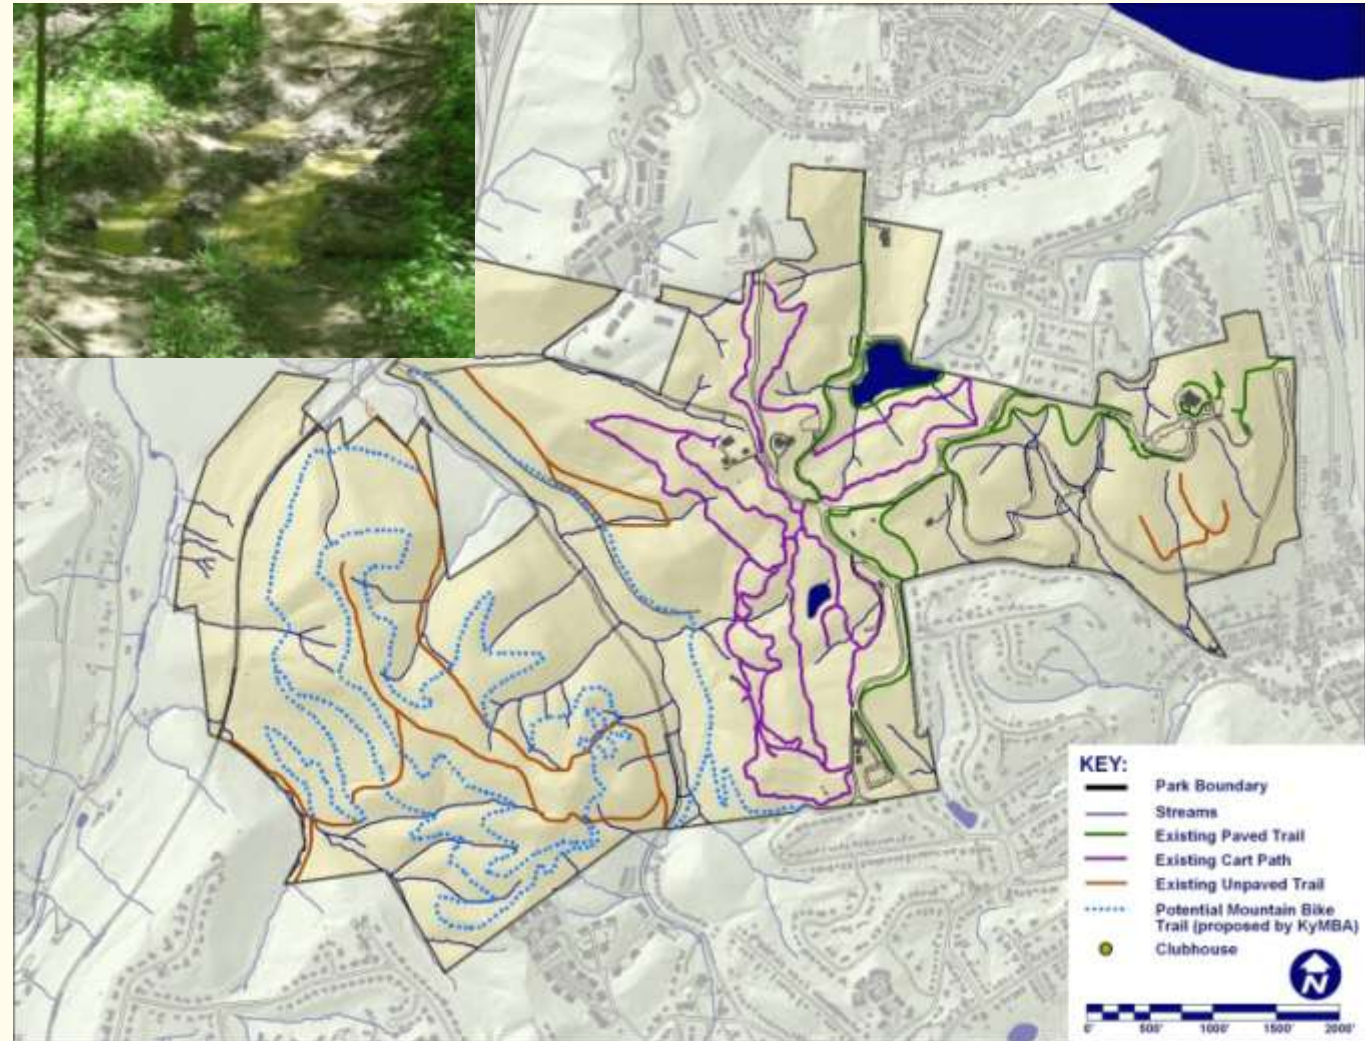 KEY:
Park Boundary
Streams
Existing Paved Trail
Existing Cart Path
Existing Unpaved Trail
Potential Mountain Bike
Trail (proposed by KyMBA)
Clubhouse
N
0' 500' 1000' 1500' 2000'